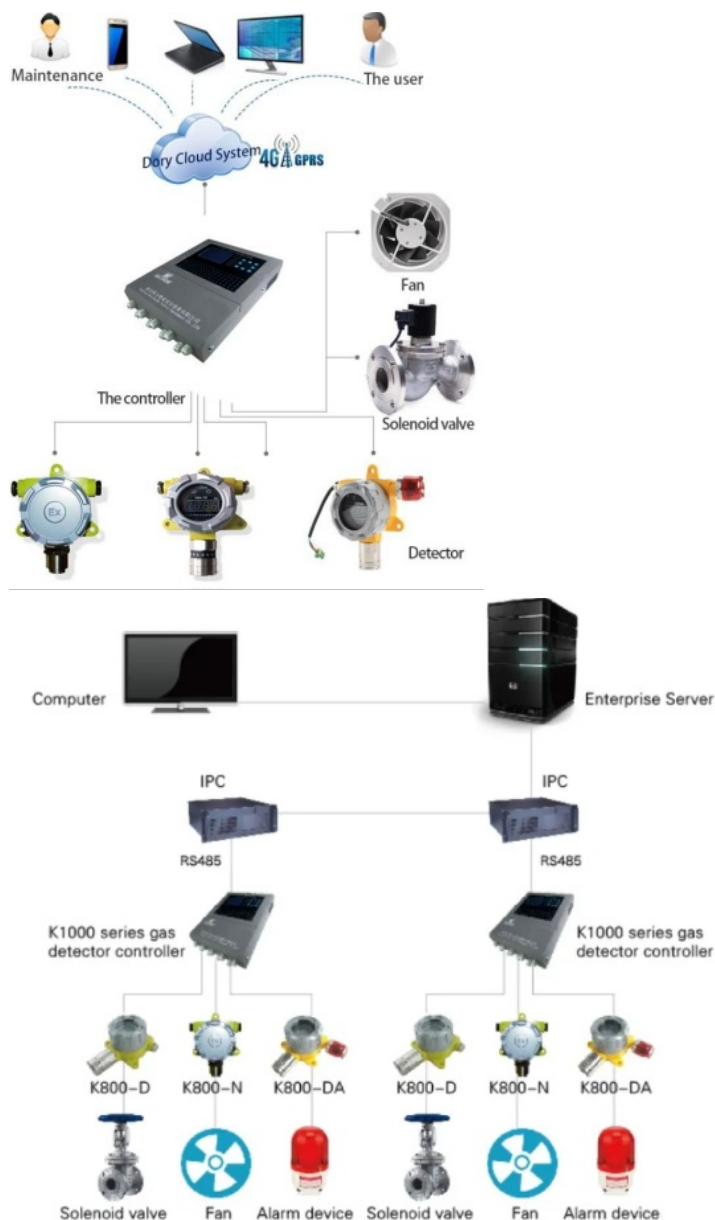 Maintenance
The user
Dory Cloud System
4G GPRS
Fan
The controller
Solenoid valve
Ex
Detector
Computer
Enterprise Server
IPC
IPC
RS485
RS485
K1000 series gas
detector controller
K1000 series gas
detector controller
K800-D
K800-N
K800-DA
K800-D
K800-N
K800-DA
Solenoid valve
Fan
Alarm device
Solenoid valve
Fan
Alarm device